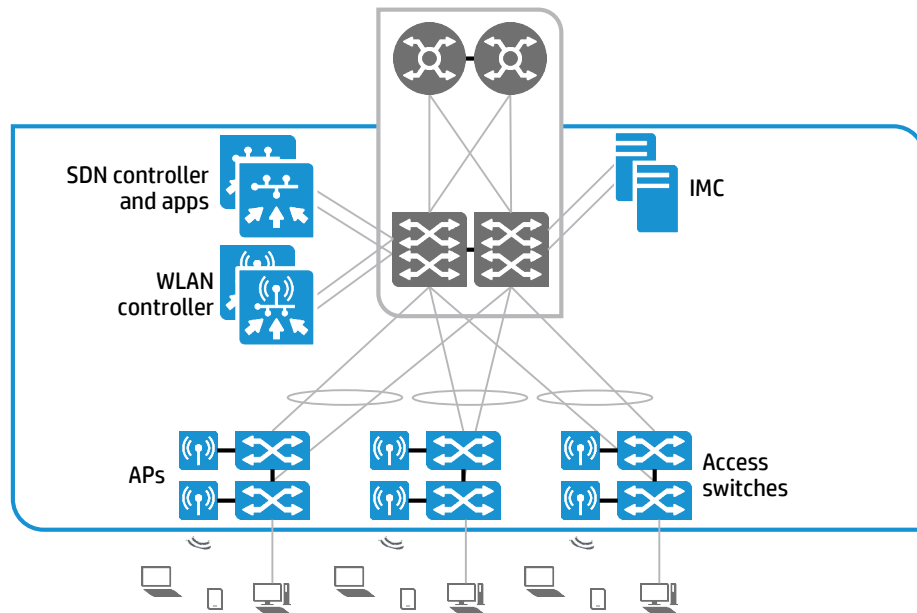 SDN controller
and apps
IMC
WLAN
controller
APs
Access
switches